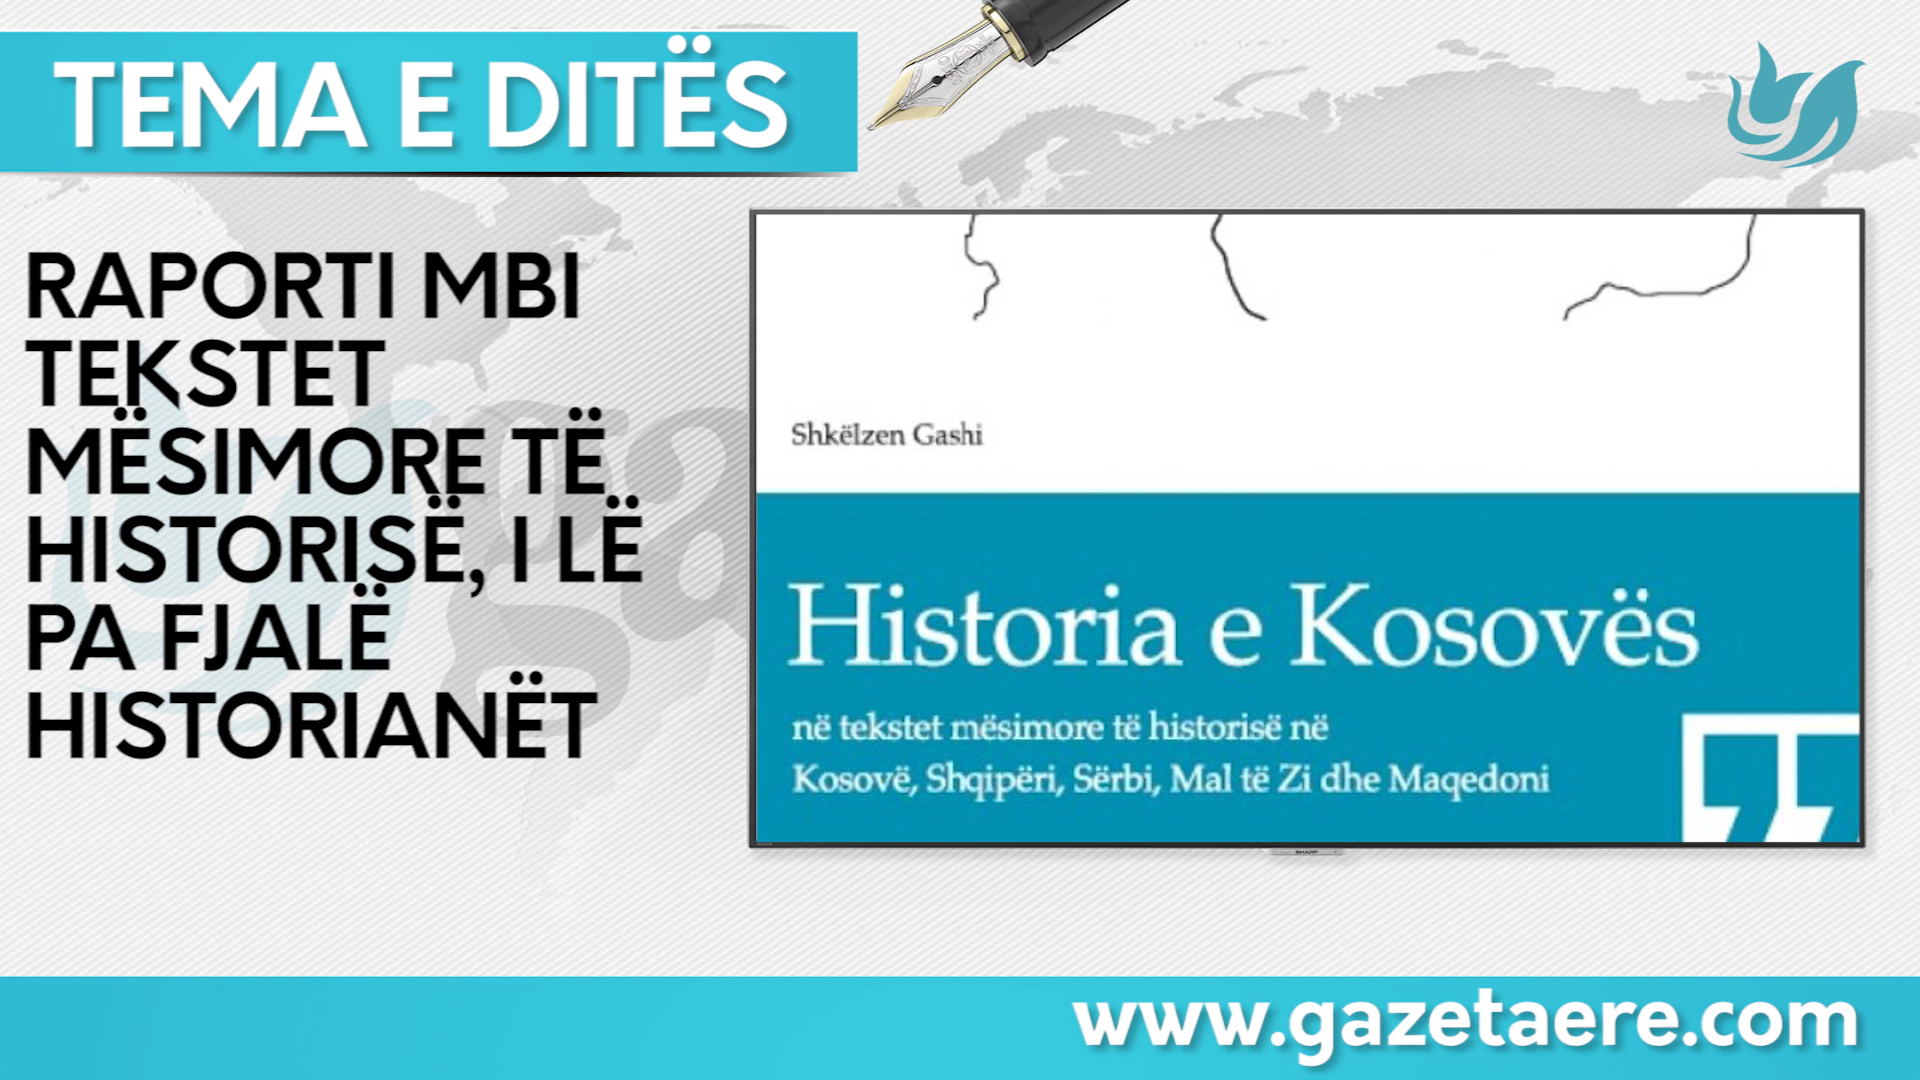 TEMA E DITËS
RAPORTI MBI
TEKSTET
MËSIMORE TË
HISTORISË, I LË
PA FJALË
HISTORIANËT
Shkëlzen Gashi
Historia e Kosovës
në tekstet mësimore të historisë në
Kosovë, Shqipëri, Sërbi, Mal të Zi dhe Maqedoni
SHARP
www.gazetaere.com